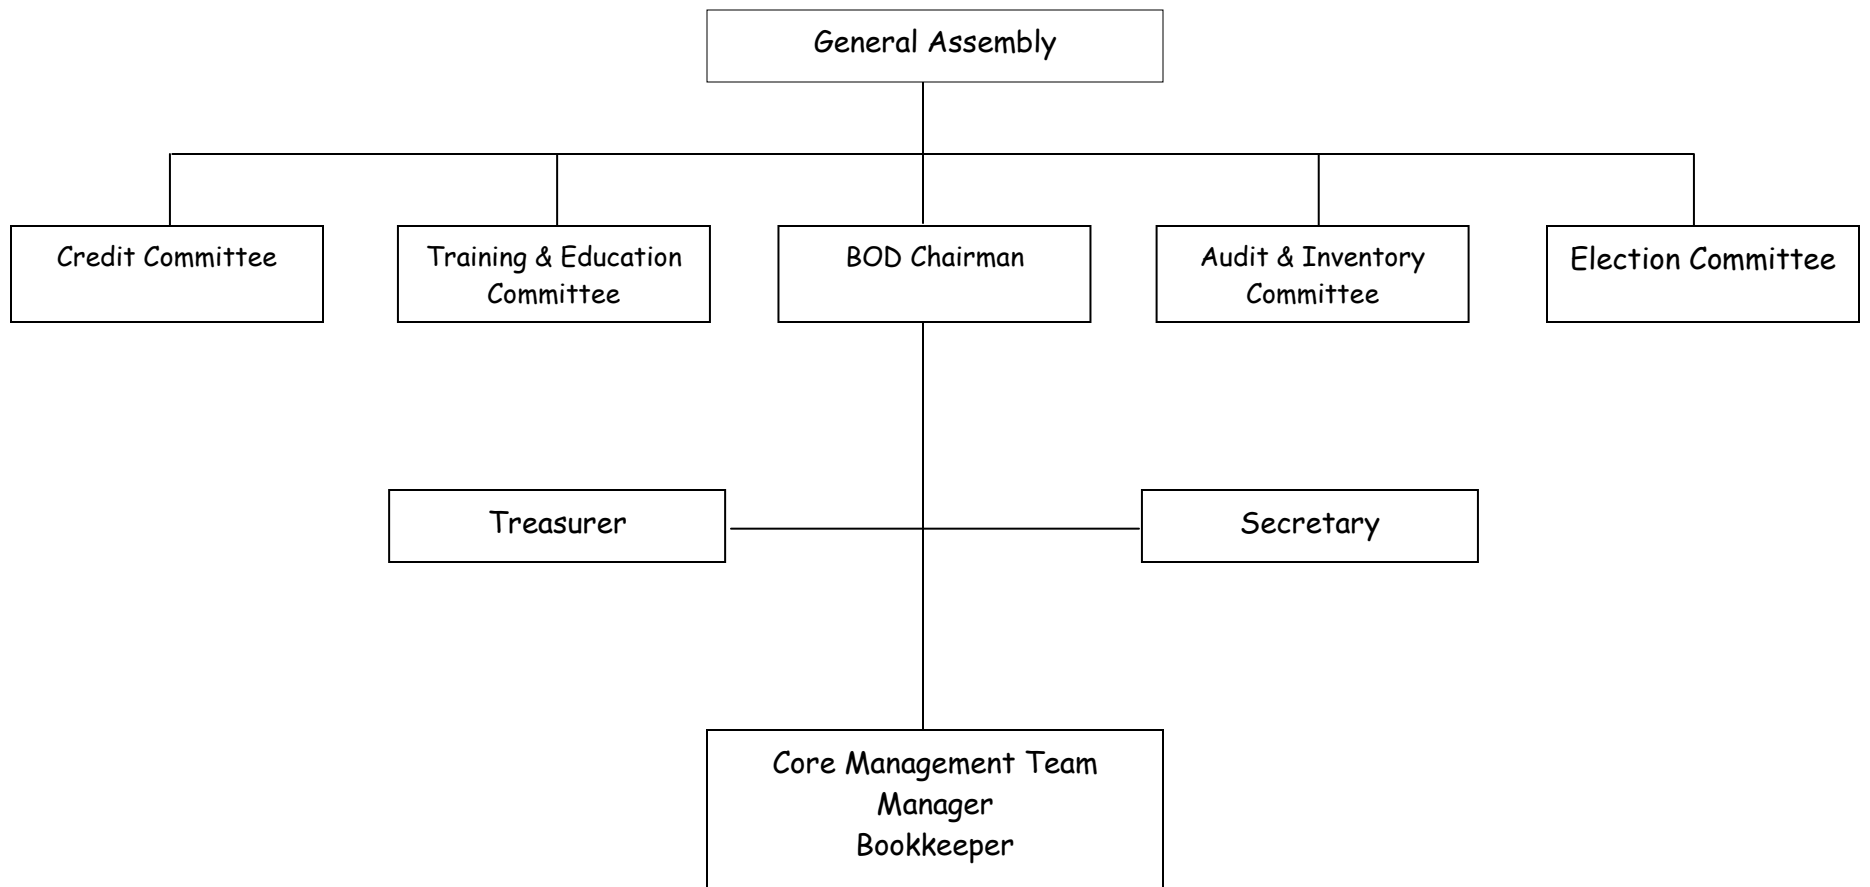 General Assembly
Credit Committee
Training & Education
Committee
BOD Chairman
Audit & Inventory
Committee
Election Committee
Treasurer
Secretary
Core Management Team
Manager
Bookkeeper